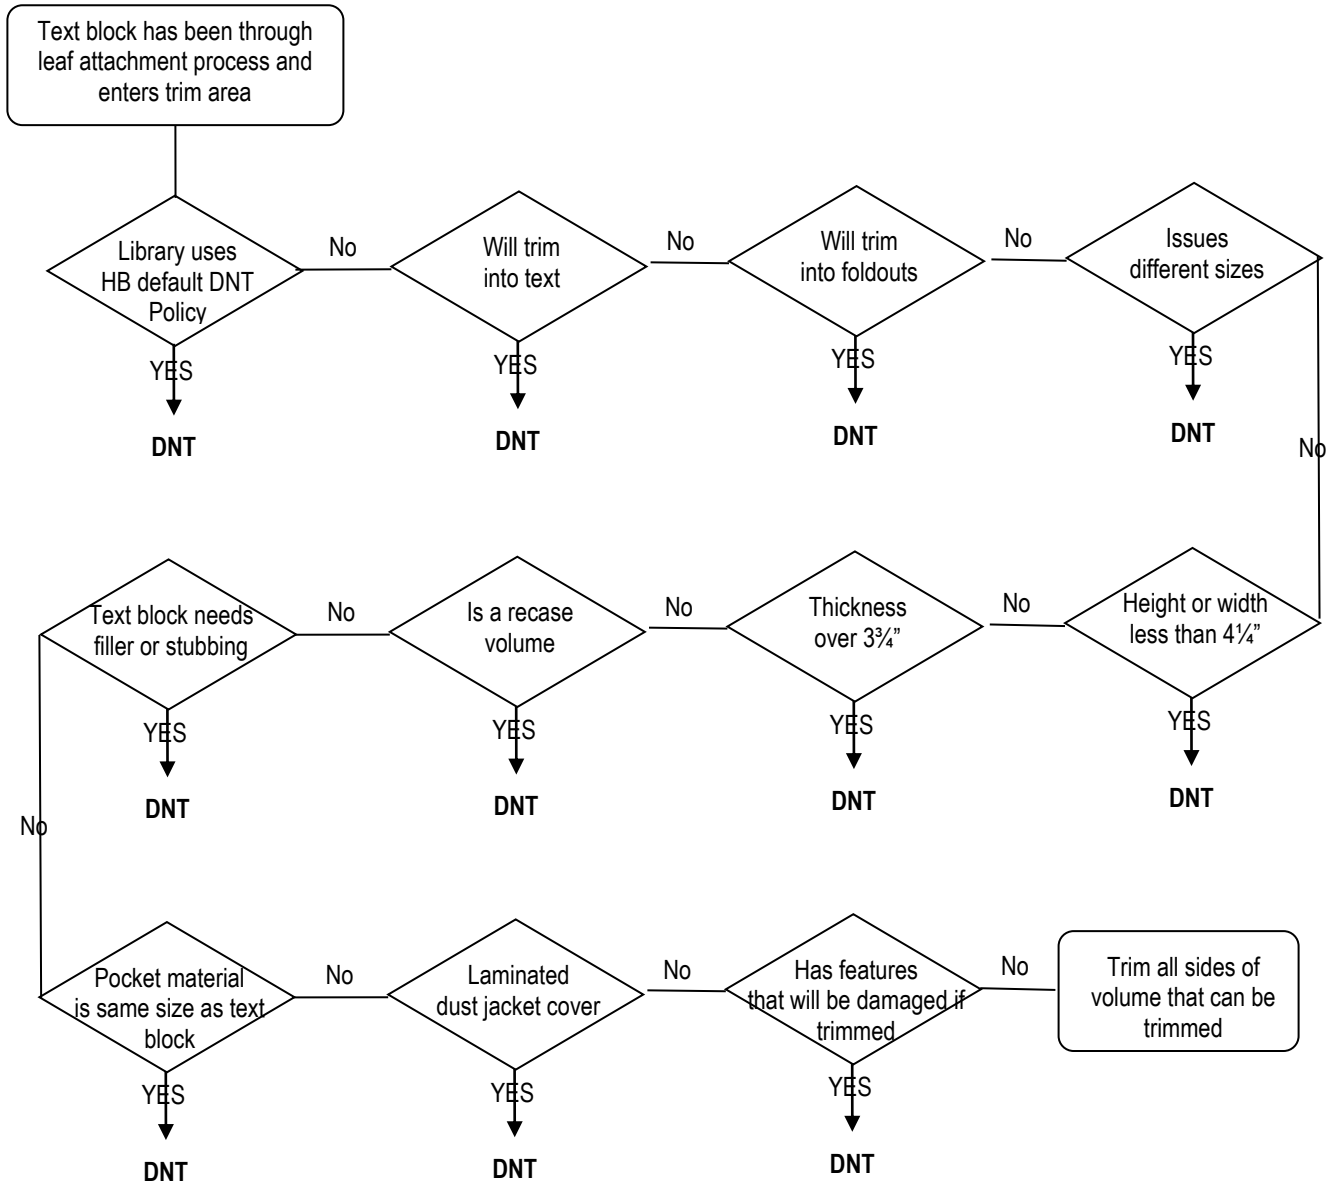 Text block has been through
leaf attachment process and
enters trim area
Library uses
HB default DNT
Policy
No
Will trim
into text
No
Will trim
into foldouts
No
Issues
different sizes
YES
YES
YES
YES
DNT
DNT
DNT
DNT
No
Text block needs
filler or stubbing
No
Is a recase
volume
No
Thickness
over 3¾”
No
Height or width
less than 4¼”
YES
YES
YES
YES
DNT
DNT
DNT
DNT
No
Pocket material
is same size as text
block
No
Laminated
dust jacket cover
No
Has features
that will be damaged if
trimmed
No
Trim all sides of
volume that can be
trimmed
YES
YES
YES
DNT
DNT
DNT